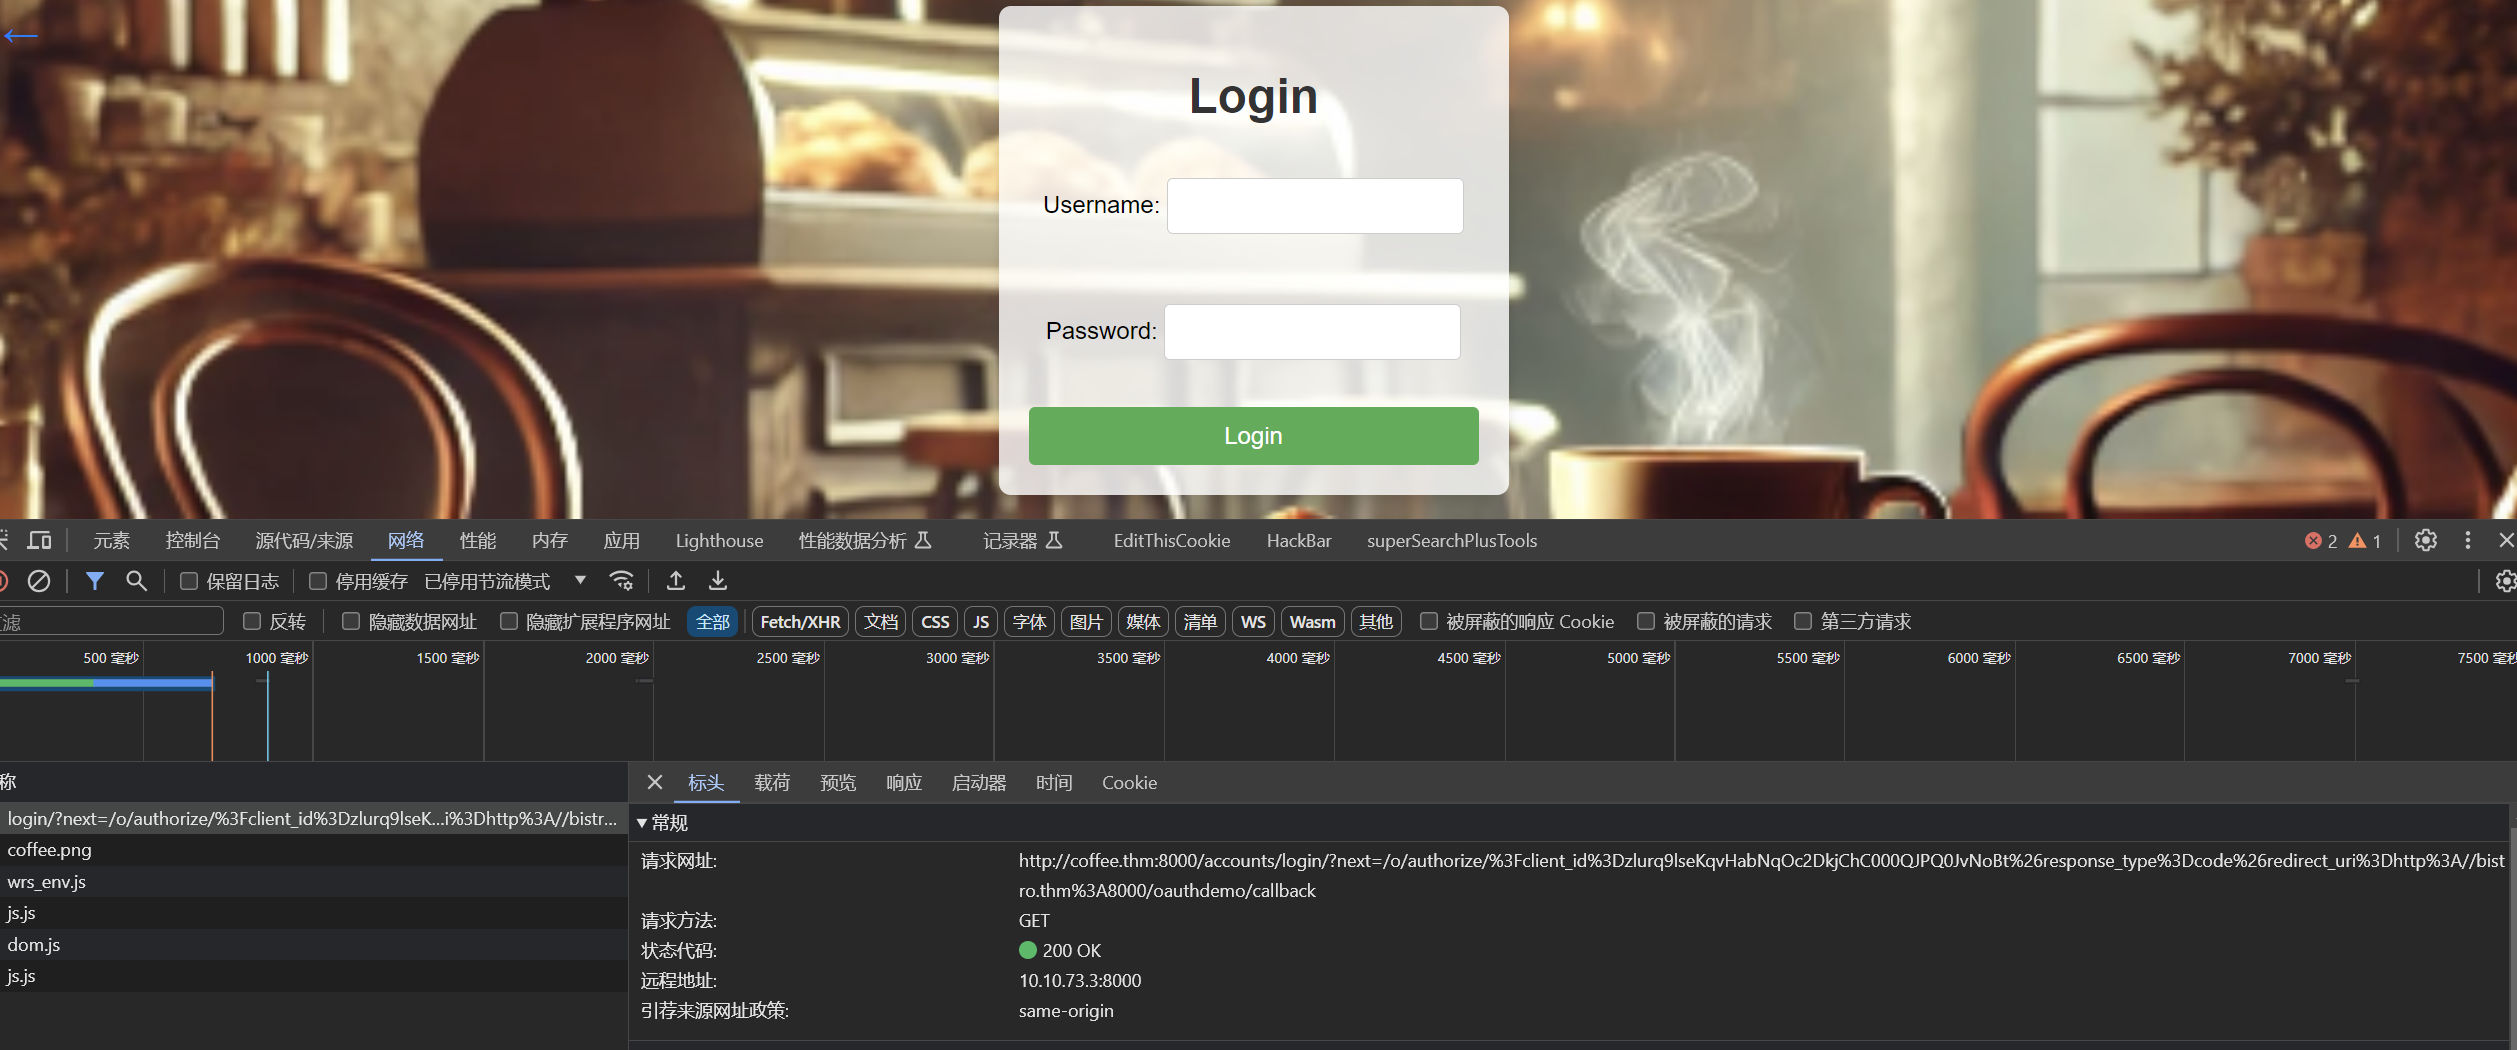 ←
Login
Username:
Password:
Login
元素 控制台 源代码/来源 网络 性能 内存 应用 Lighthouse 性能数据分析 记录器 EditThisCookie HackBar superSearchPlusTools 2 1
保留日志 停用缓存 已停用节流模式
滤 反转 隐藏数据网址 隐藏扩展程序网址 全部 Fetch/XHR 文档 CSS JS 字体 图片 媒体 清单 WS Wasm 其他 被屏蔽的响应 Cookie 被屏蔽的请求 第三方请求
500 毫秒 1000 毫秒 1500 毫秒 2000 毫秒 2500 毫秒 3000 毫秒 3500 毫秒 4000 毫秒 4500 毫秒 5000 毫秒 5500 毫秒 6000 毫秒 6500 毫秒 7000 毫秒 7500 毫秒
称
login/?next=/o/authorize/%3Fclient_id%3Dzlurq9lseK...i%3Dhttp%3A//bistr...
coffee.png
wrs_env.js
js.js
dom.js
js.js
标头 载荷 预览 响应 启动器 时间 Cookie
常规
请求网址: http://coffee.thm:8000/accounts/login/?next=/o/authorize/%3Fclient_id%3Dzlurq9lseKqvHabNqOc2DkjChC000QJPQ0JvNoBt%26response_type%3Dcode%26redirect_uri%3Dhttp%3A//bist
ro.thm%3A8000/oauthdemo/callback
请求方法: GET
状态代码: 200 OK
远程地址: 10.10.73.3:8000
引荐来源网址政策: same-origin